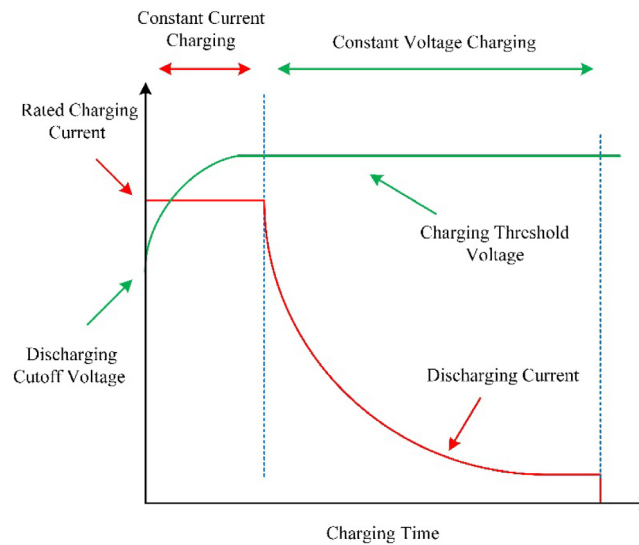 Constant Current
Charging
Constant Voltage Charging
Rated Charging
Current
Charging Threshold
Voltage
Discharging
Cutoff Voltage
Discharging Current
Charging Time